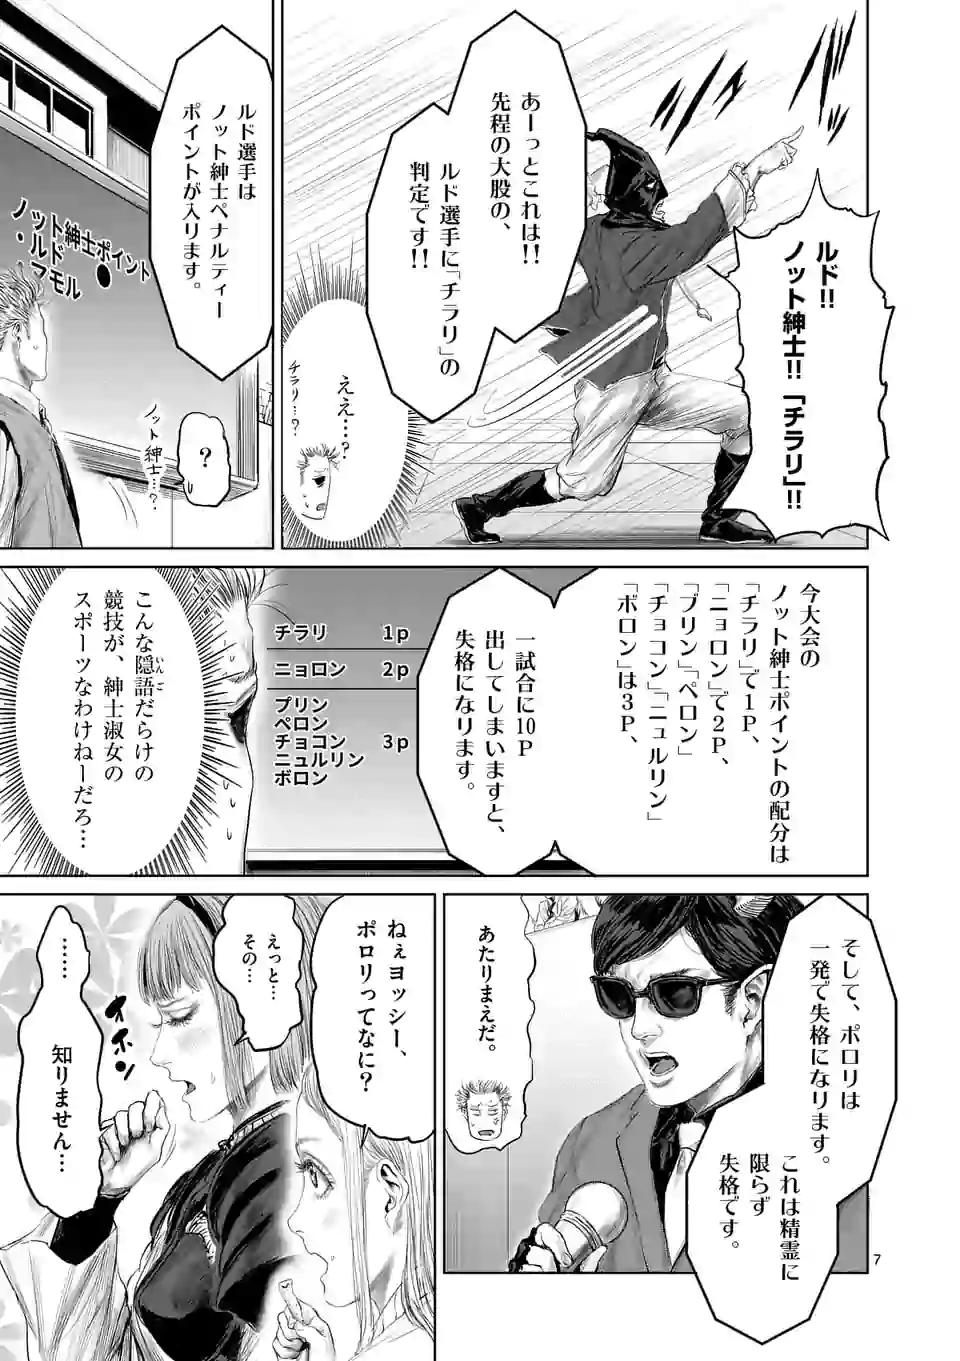 ルド!!
ノット紳士!!「チラリ」!!
あーっとこれは!!
先程の大股の、
ルド選手に「チラリ」の
判定です!!
ええ…?
チラリ…?
ルド選手は
ノット紳士ペナルティー
ポイントが入ります。
ノット紳士ポイント
・ルド ●
・マモル
?
ノット紳士…?
今大会の
ノット紳士ポイントの配分は
「チラリ」で1P、
「ニョロン」で2P、
「プリン」「ペロン」
「チョコン」「ニュルリン」
「ボロン」は3P、
一試合に10P
出してしまいますと、
失格になります。
チラリ 1p
ニョロン 2p
プリン
ペロン
チョコン 3p
ニュルリン
ボロン
こんな隠語だらけの
いんご
競技が、紳士淑女の
スポーツなわけねーだろ…
そして、ポロリは
一発で失格になります。
これは精霊に
限らず
失格です。
あたりまえだ。
ねぇヨッシー、
ポロリってなに?
えっと…
その…
オホン
……
知りません…
7